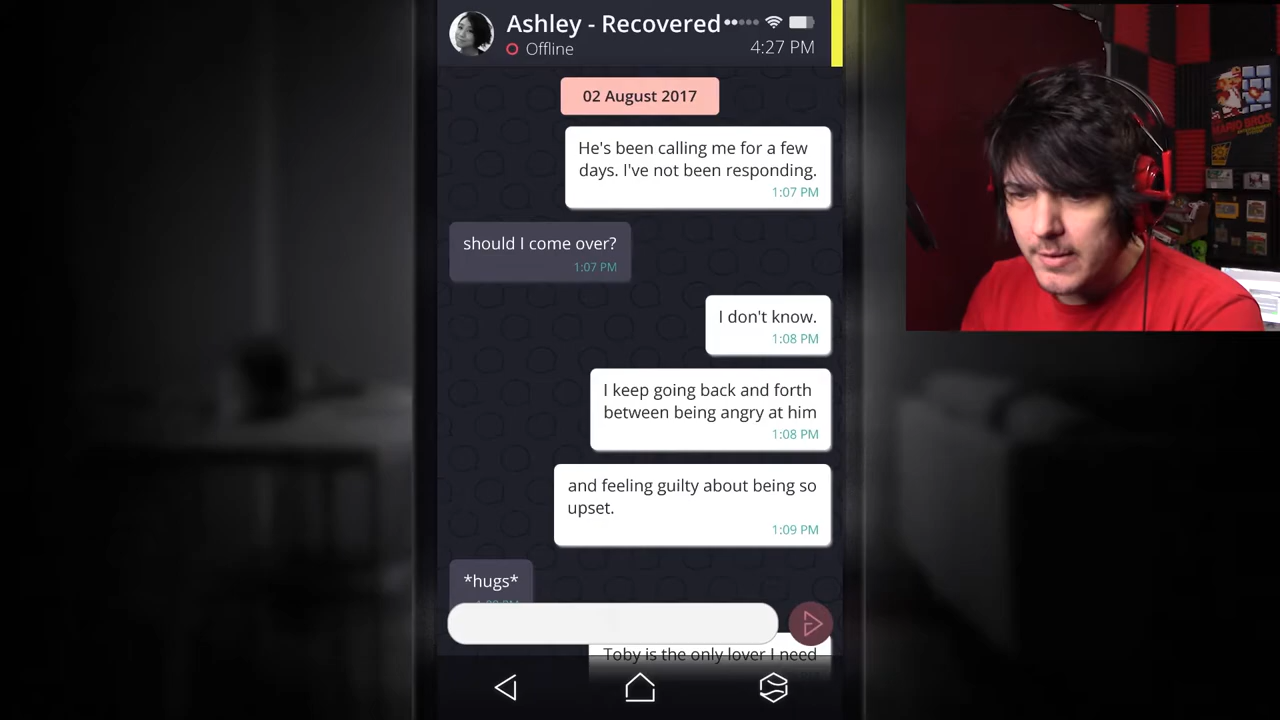 Ashley - Recovered
Offline
4:27 PM
02 August 2017
He's been calling me for a few
days. I've not been responding.
1:07 PM
should I come over?
1:07 PM
I don't know.
1:08 PM
I keep going back and forth
between being angry at him
1:08 PM
and feeling guilty about being so
upset.
1:09 PM
*hugs*
Toby is the only lover I need
MARIO BROS.